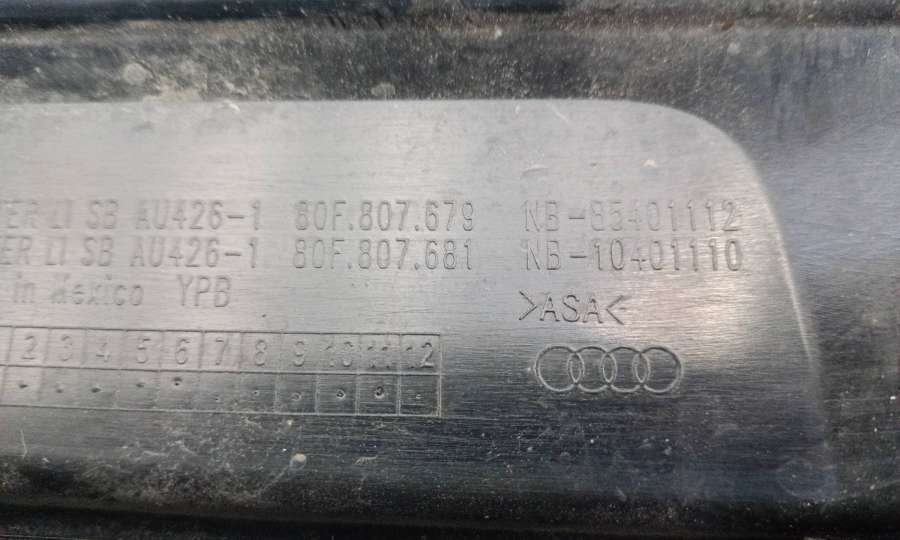 ER LI SB AU426-1 80F.807.679 NB-85401112
ER LI SB AU426-1 80F.807.681 NB-10401110
in Mexico YPB
>ASA<
2 3 4 5 6 7 8 9 10 11 12